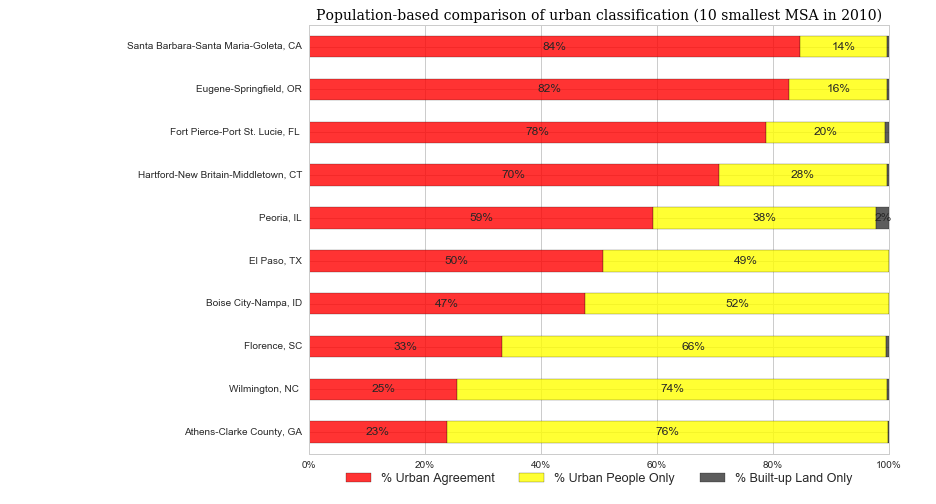 Population-based comparison of urban classification (10 smallest MSA in 2010)
Santa Barbara-Santa Maria-Goleta, CA 84% 14%
Eugene-Springfield, OR 82% 16%
Fort Pierce-Port St. Lucie, FL 78% 20%
Hartford-New Britain-Middletown, CT 70% 28%
Peoria, IL 59% 38% 2%
El Paso, TX 50% 49%
Boise City-Nampa, ID 47% 52%
Florence, SC 33% 66%
Wilmington, NC 25% 74%
Athens-Clarke County, GA 23% 76%
0% 20% 40% 60% 80% 100%
% Urban Agreement % Urban People Only % Built-up Land Only